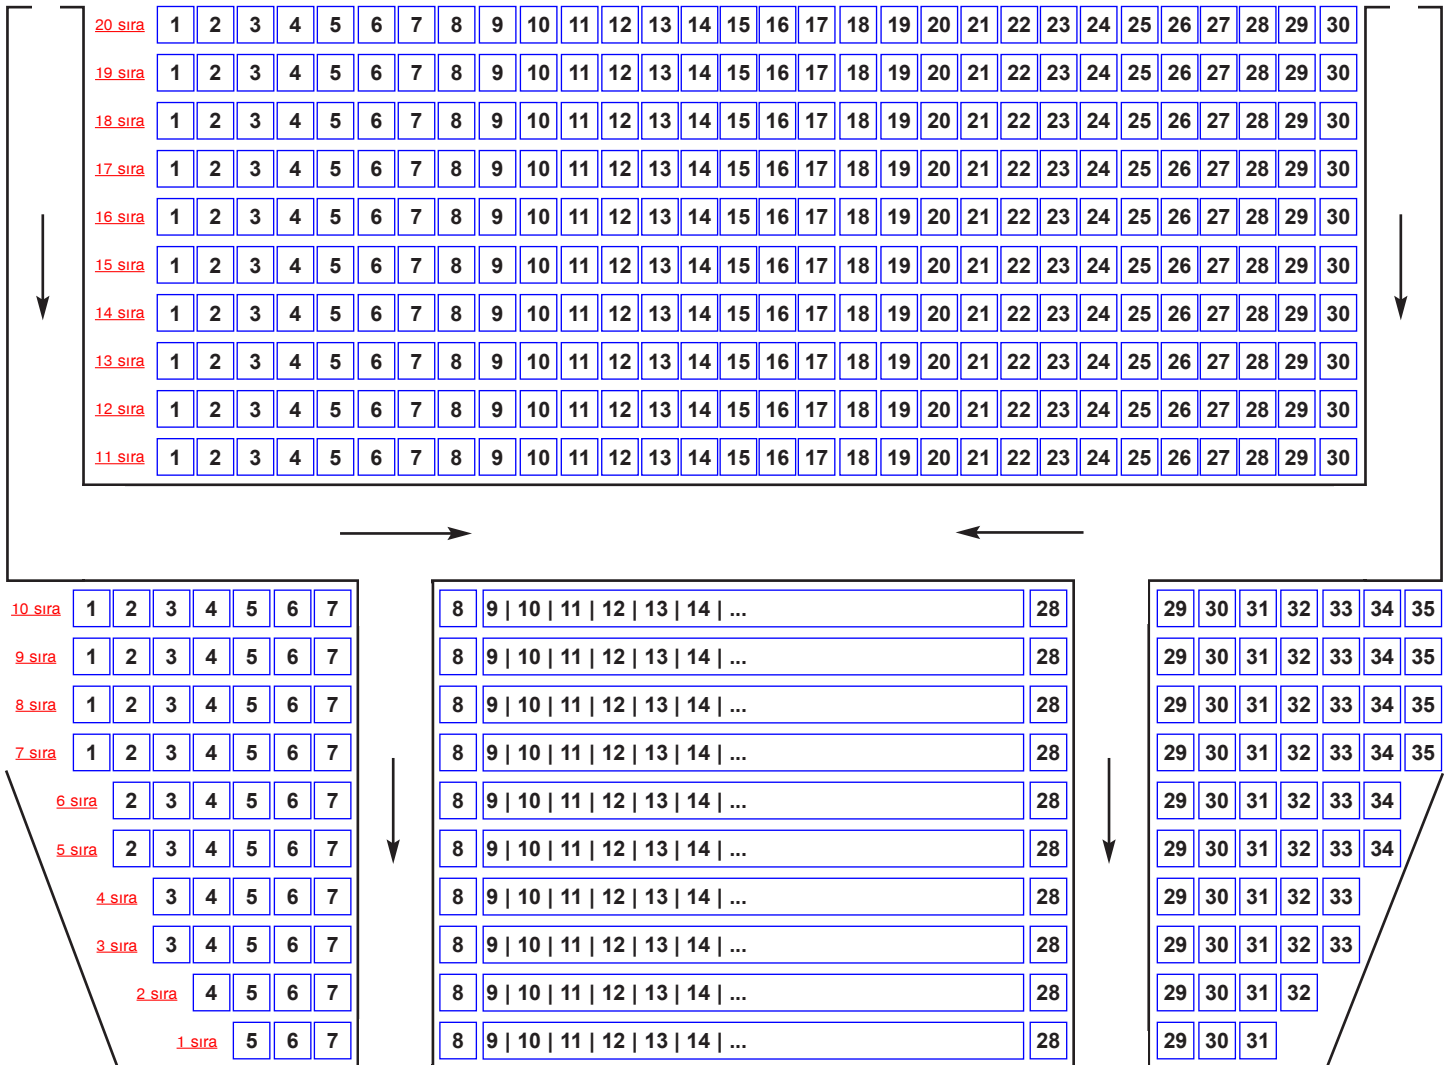 20 sıra 1 2 3 4 5 6 7 8 9 10 11 12 13 14 15 16 17 18 19 20 21 22 23 24 25 26 27 28 29 30
19 sıra 1 2 3 4 5 6 7 8 9 10 11 12 13 14 15 16 17 18 19 20 21 22 23 24 25 26 27 28 29 30
18 sıra 1 2 3 4 5 6 7 8 9 10 11 12 13 14 15 16 17 18 19 20 21 22 23 24 25 26 27 28 29 30
17 sıra 1 2 3 4 5 6 7 8 9 10 11 12 13 14 15 16 17 18 19 20 21 22 23 24 25 26 27 28 29 30
16 sıra 1 2 3 4 5 6 7 8 9 10 11 12 13 14 15 16 17 18 19 20 21 22 23 24 25 26 27 28 29 30
15 sıra 1 2 3 4 5 6 7 8 9 10 11 12 13 14 15 16 17 18 19 20 21 22 23 24 25 26 27 28 29 30
14 sıra 1 2 3 4 5 6 7 8 9 10 11 12 13 14 15 16 17 18 19 20 21 22 23 24 25 26 27 28 29 30
13 sıra 1 2 3 4 5 6 7 8 9 10 11 12 13 14 15 16 17 18 19 20 21 22 23 24 25 26 27 28 29 30
12 sıra 1 2 3 4 5 6 7 8 9 10 11 12 13 14 15 16 17 18 19 20 21 22 23 24 25 26 27 28 29 30
11 sıra 1 2 3 4 5 6 7 8 9 10 11 12 13 14 15 16 17 18 19 20 21 22 23 24 25 26 27 28 29 30
10 sıra 1 2 3 4 5 6 7 8 9 | 10 | 11 | 12 | 13 | 14 | ... 28 29 30 31 32 33 34 35
9 sıra 1 2 3 4 5 6 7 8 9 | 10 | 11 | 12 | 13 | 14 | ... 28 29 30 31 32 33 34 35
8 sıra 1 2 3 4 5 6 7 8 9 | 10 | 11 | 12 | 13 | 14 | ... 28 29 30 31 32 33 34 35
7 sıra 1 2 3 4 5 6 7 8 9 | 10 | 11 | 12 | 13 | 14 | ... 28 29 30 31 32 33 34 35
6 sıra 2 3 4 5 6 7 8 9 | 10 | 11 | 12 | 13 | 14 | ... 28 29 30 31 32 33 34
5 sıra 2 3 4 5 6 7 8 9 | 10 | 11 | 12 | 13 | 14 | ... 28 29 30 31 32 33 34
4 sıra 3 4 5 6 7 8 9 | 10 | 11 | 12 | 13 | 14 | ... 28 29 30 31 32 33
3 sıra 3 4 5 6 7 8 9 | 10 | 11 | 12 | 13 | 14 | ... 28 29 30 31 32 33
2 sıra 4 5 6 7 8 9 | 10 | 11 | 12 | 13 | 14 | ... 28 29 30 31 32
1 sıra 5 6 7 8 9 | 10 | 11 | 12 | 13 | 14 | ... 28 29 30 31